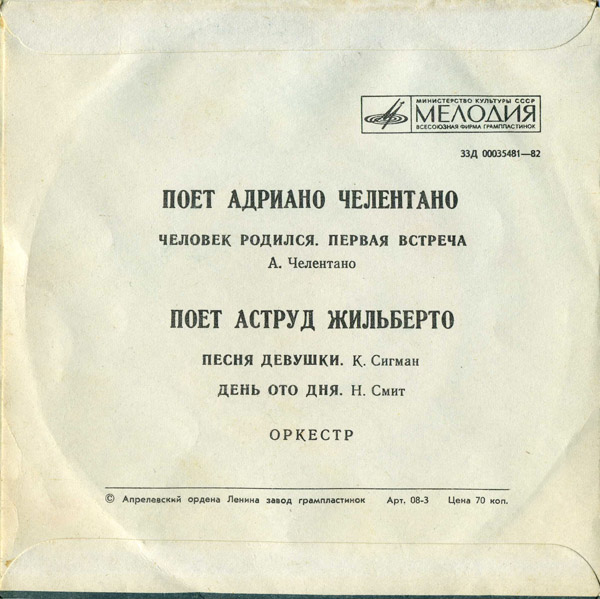 МИНИСТЕРСТВО КУЛЬТУРЫ СССР
МЕЛОДИЯ
ВСЕСОЮЗНАЯ ФИРМА ГРАМПЛАСТИНОК
33Д 00035481—82
ПОЕТ АДРИАНО ЧЕЛЕНТАНО
ЧЕЛОВЕК РОДИЛСЯ. ПЕРВАЯ ВСТРЕЧА
А. Челентано
ПОЕТ АСТРУД ЖИЛЬБЕРТО
ПЕСНЯ ДЕВУШКИ. К. Сигман
ДЕНЬ ОТО ДНЯ. Н. Смит
ОРКЕСТР
© Апрелевский ордена Ленина завод грампластинок Арт. 08-3 Цена 70 коп.